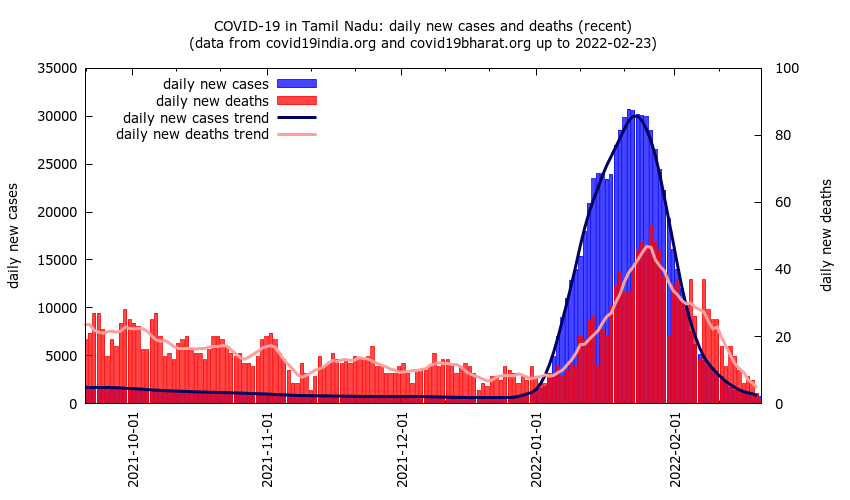 COVID-19 in Tamil Nadu: daily new cases and deaths (recent)
(data from covid19india.org and covid19bharat.org up to 2022-02-23)
daily new cases
daily new deaths
daily new cases trend
daily new deaths trend
35000
30000
25000
20000
15000
10000
5000
0
daily new cases
100
80
60
40
20
0
daily new deaths
2021-10-01
2021-11-01
2021-12-01
2022-01-01
2022-02-01